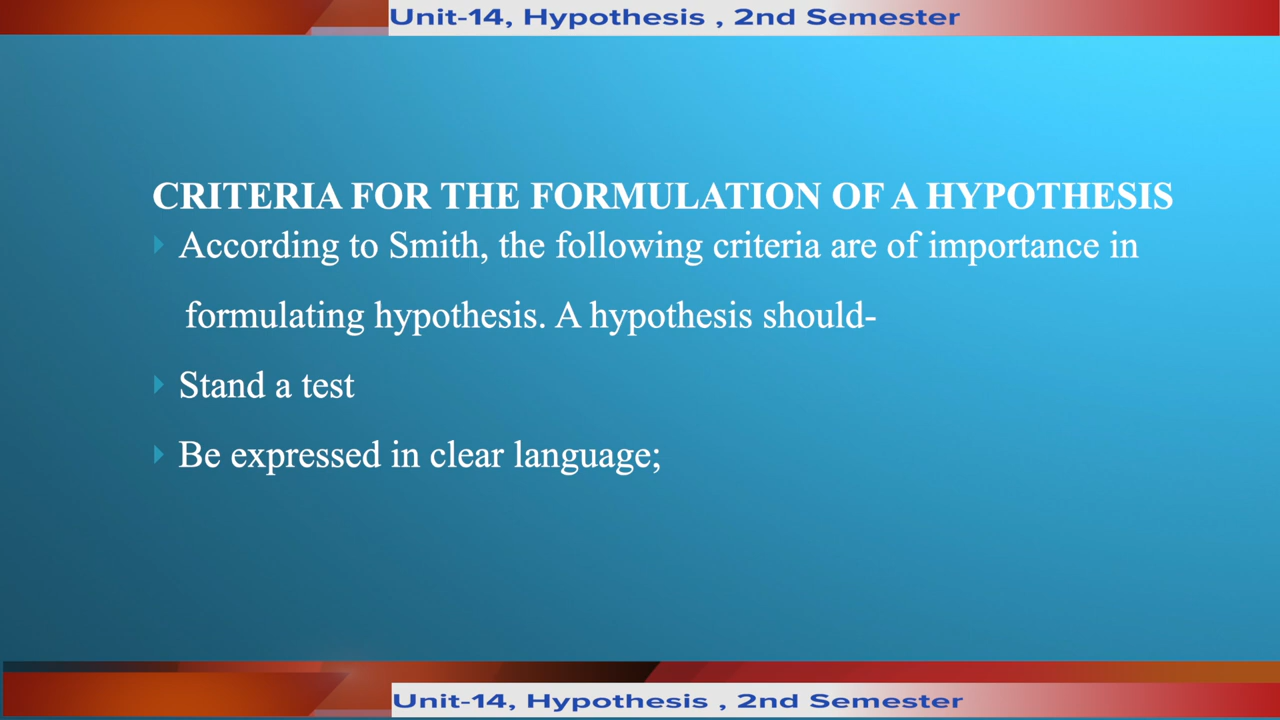 Unit-14, Hypothesis , 2nd Semester
CRITERIA FOR THE FORMULATION OF A HYPOTHESIS
According to Smith, the following criteria are of importance in
formulating hypothesis. A hypothesis should-
Stand a test
Be expressed in clear language;
Unit-14, Hypothesis , 2nd Semester